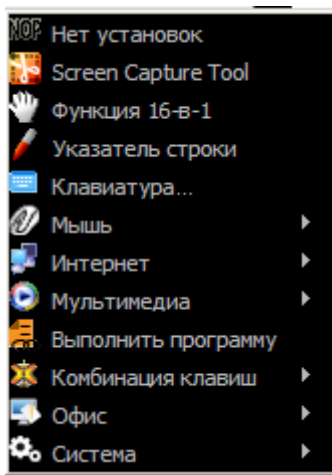 NOP Нет установок
Screen Capture Tool
Функция 16-в-1
Указатель строки
Клавиатура...
Мышь
Интернет
Мультимедиа
Выполнить программу
Комбинация клавиш
Офис
Система